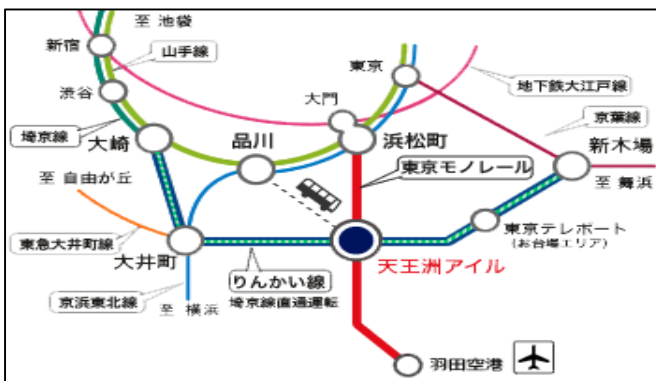 至 池袋
新宿
山手線
渋谷
東京
地下鉄大江戸線
大門
埼京線
大崎
品川
浜松町
京葉線
新木場
東京モノレール
至 自由が丘
至 舞浜
東急大井町線
大井町
東京テレポート
(お台場エリア)
りんかい線
天王洲アイル
京浜東北線
至 横浜
埼京線直通運転
羽田空港